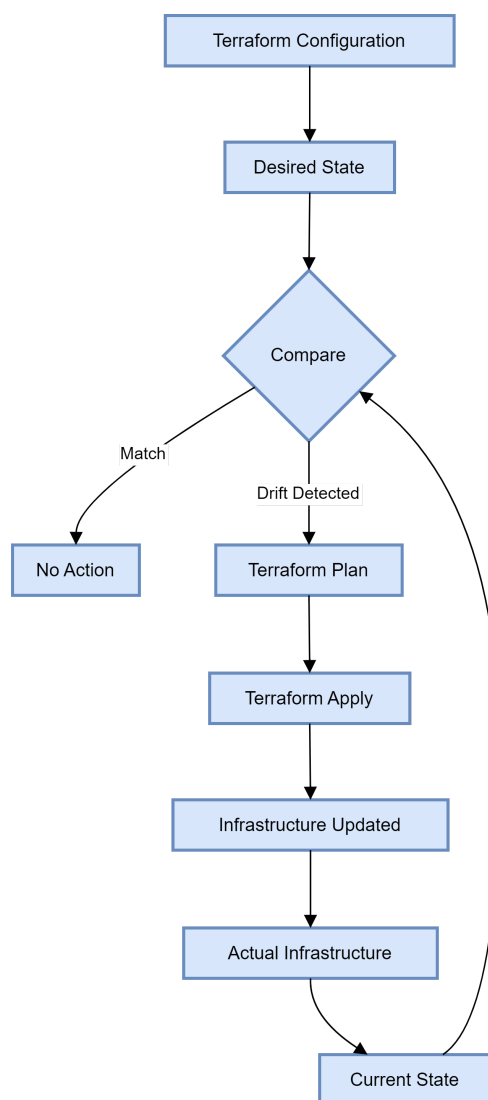 Terraform Configuration
Desired State
Compare
Match
Drift Detected
No Action
Terraform Plan
Terraform Apply
Infrastructure Updated
Actual Infrastructure
Current State